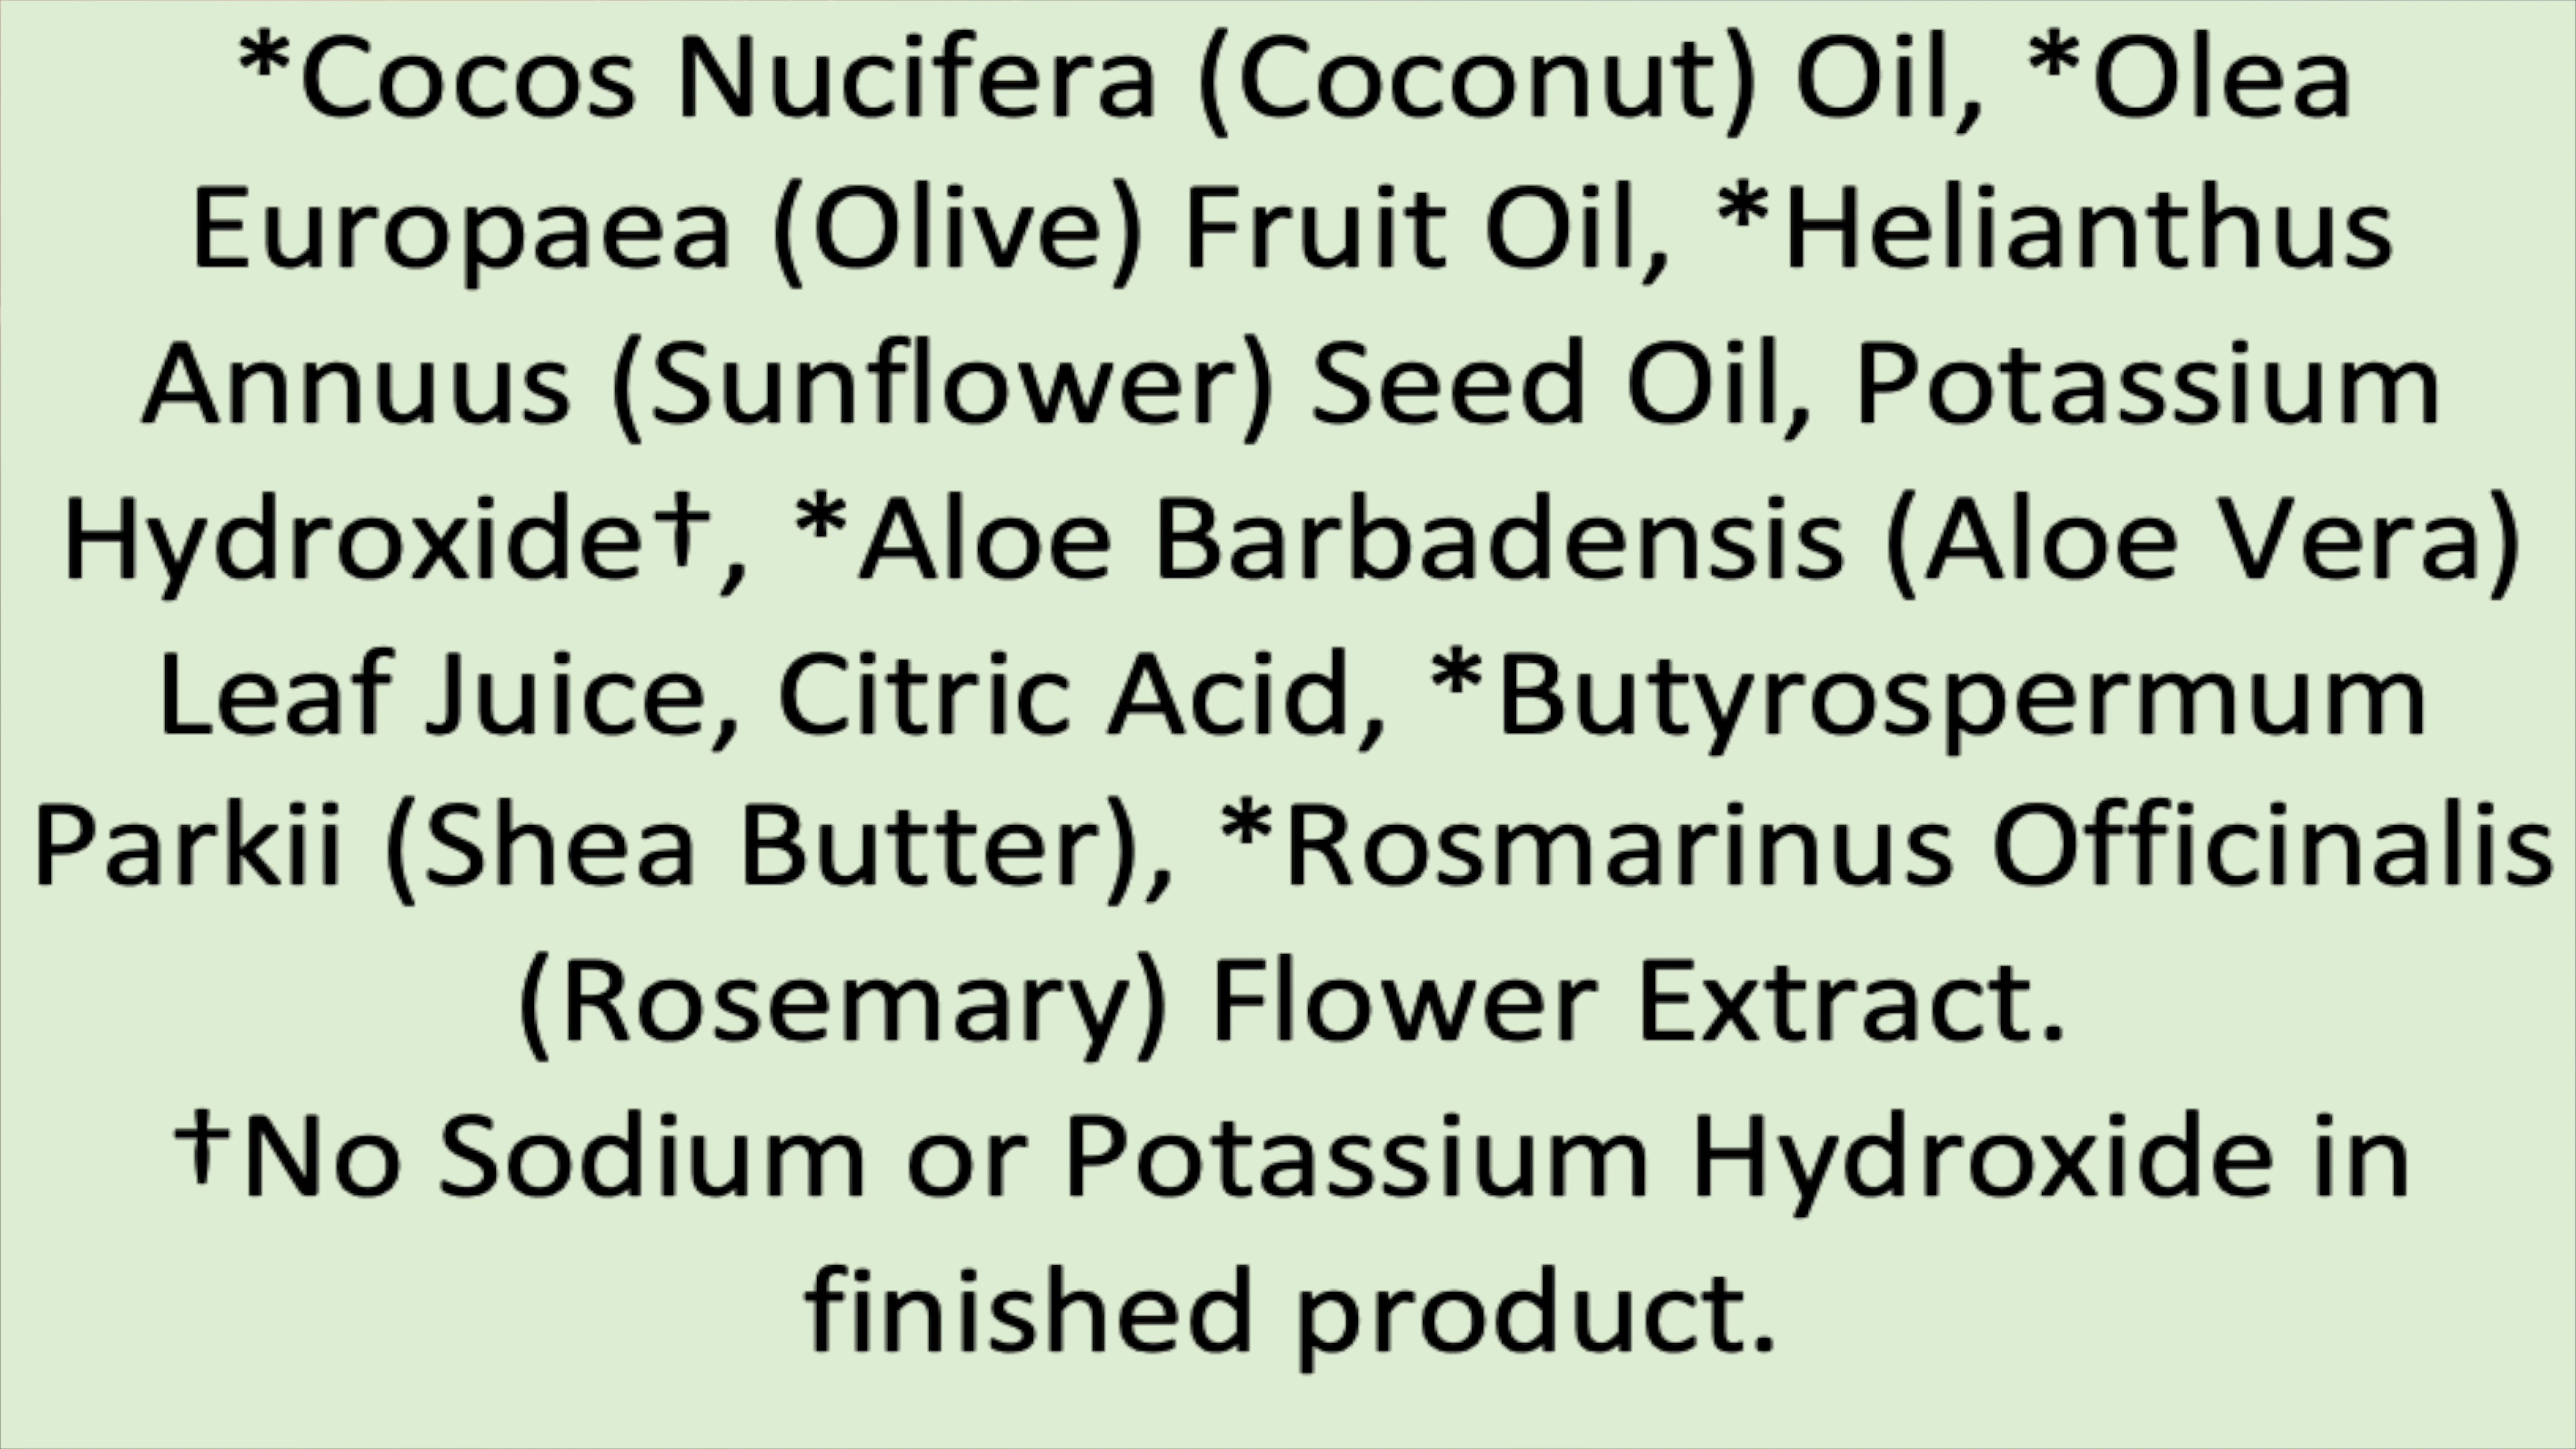 *Cocos Nucifera (Coconut) Oil, *Olea
Europaea (Olive) Fruit Oil, *Helianthus
Annuus (Sunflower) Seed Oil, Potassium
Hydroxide†, *Aloe Barbadensis (Aloe Vera)
Leaf Juice, Citric Acid, *Butyrospermum
Parkii (Shea Butter), *Rosmarinus Officinalis
(Rosemary) Flower Extract.
†No Sodium or Potassium Hydroxide in
finished product.